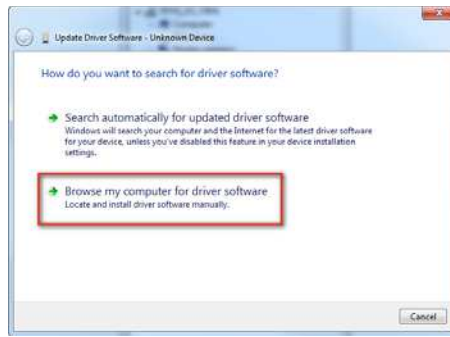 Update Driver Software - Unknown Device
How do you want to search for driver software?
Search automatically for updated driver software
Windows will search your computer and the Internet for the latest driver software
for your device, unless you've disabled this feature in your device installation
settings.
Browse my computer for driver software
Locate and install driver software manually.
Cancel